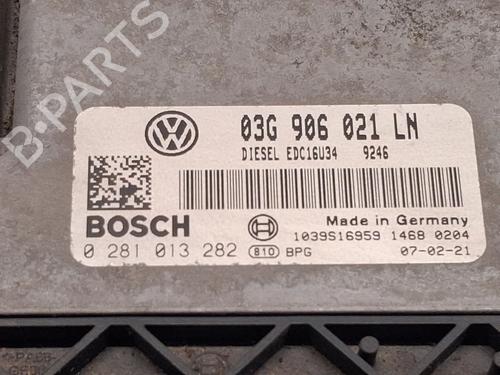 B-PARTS
03G 906 021 LN
DIESEL EDC16U34 9246
BOSCH
Made in Germany
0 281 013 282 810 BPG
1039S16959 1468 0204
07-02-21